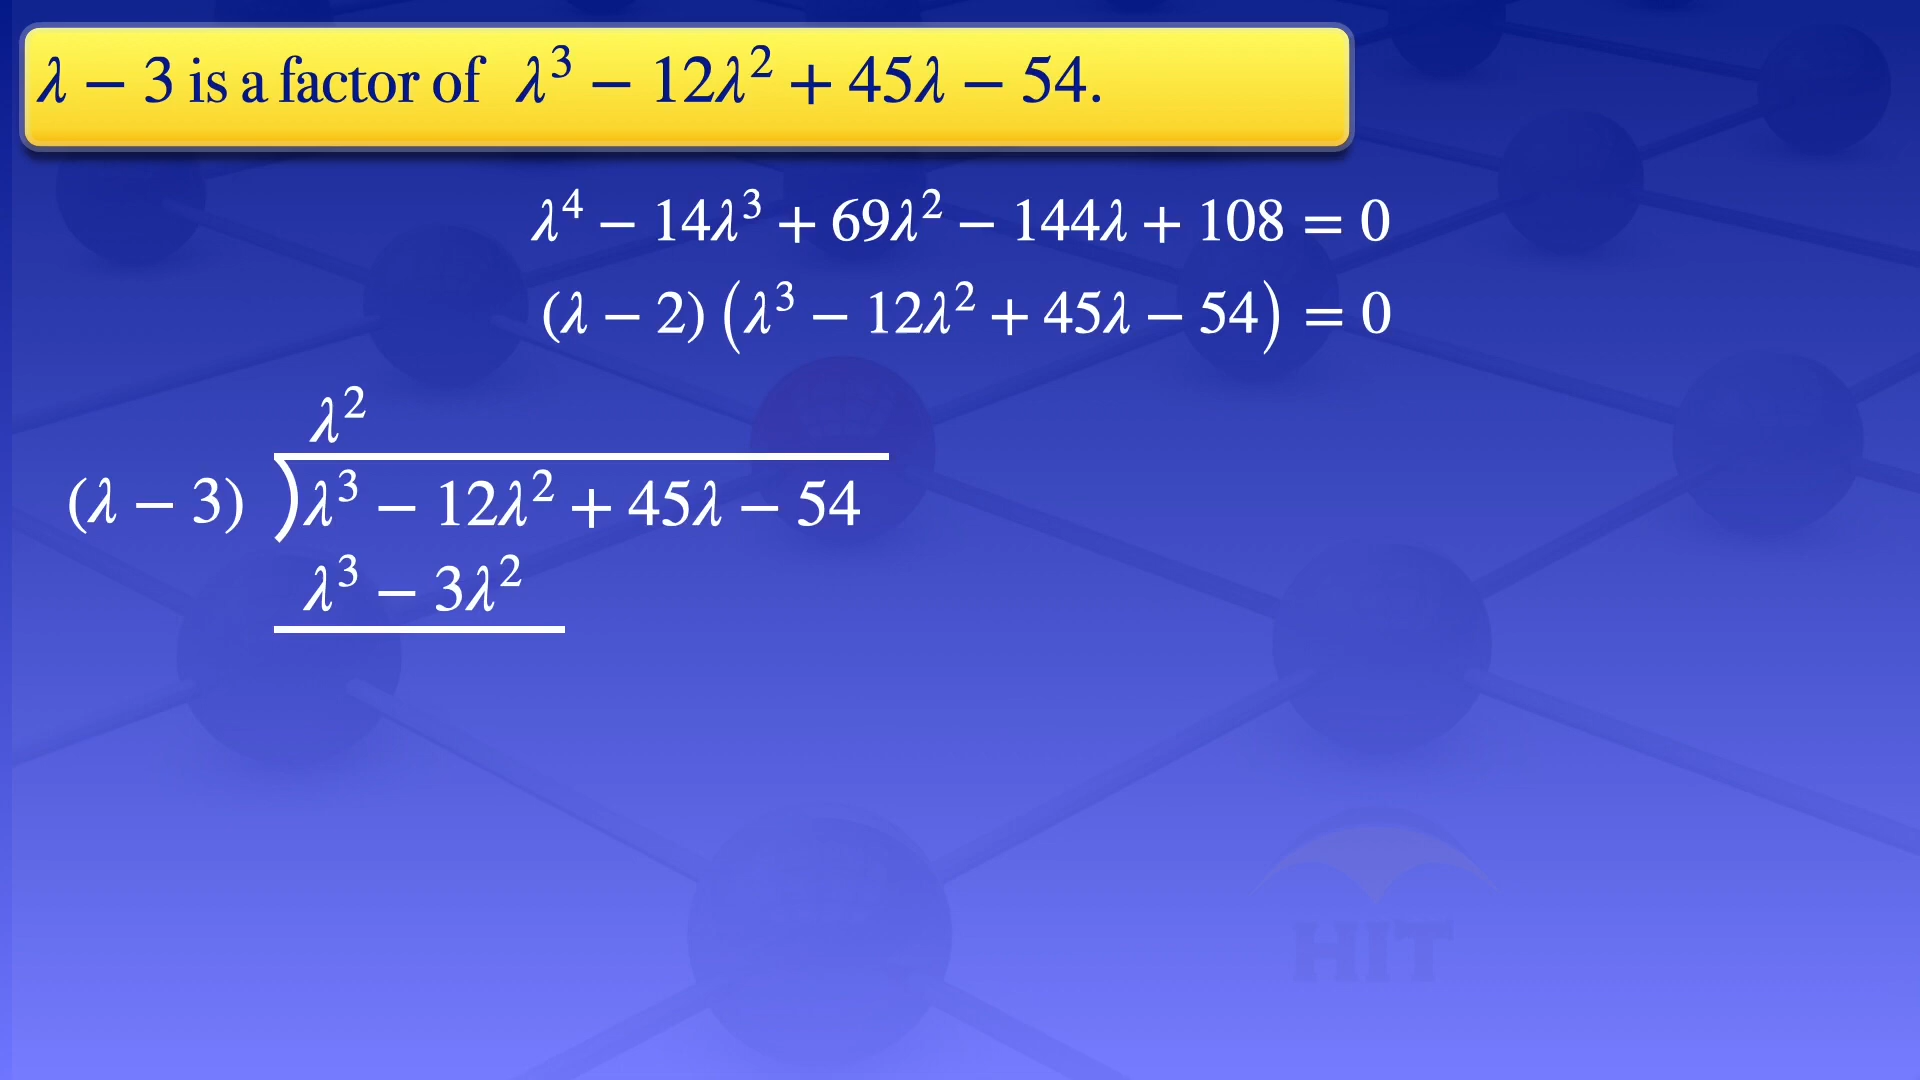 λ − 3 is a factor of λ³ − 12λ² + 45λ − 54.
λ⁴ − 14λ³ + 69λ² − 144λ + 108 = 0
(λ − 2) (λ³ − 12λ² + 45λ − 54) = 0
λ²
(λ − 3) ) λ³ − 12λ² + 45λ − 54
λ³ − 3λ²
HIT